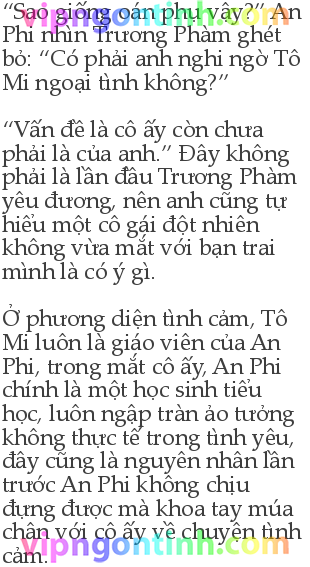 vipngontinh.com
“Sao giống oán phụ vậy?” An
Phi nhìn Trương Phàm ghét
bỏ: “Có phải anh nghi ngờ Tô
Mi ngoại tình không?”
“Vấn đề là cô ấy còn chưa
phải là của anh.” Đây không
phải là lần đầu Trương Phàm
yêu đương, nên anh cũng tự
hiểu một cô gái đột nhiên
không vừa mắt với bạn trai
mình là có ý gì.
Ở phương diện tình cảm, Tô
Mi luôn là giáo viên của An
Phi, trong mắt cô ấy, An Phi
chính là một học sinh tiểu
học, luôn ngập tràn ảo tưởng
không thực tế trong tình yêu,
đây cũng là nguyên nhân lần
trước An Phi không chịu
đựng được mà khoa tay múa
chân với cô ấy về chuyện tình
cảm.
vipngontinh.com